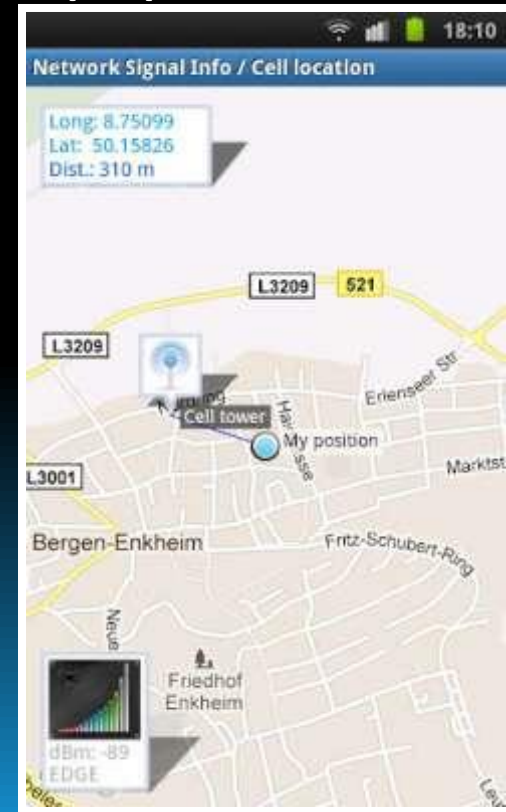 18:10
Network Signal Info / Cell location
Long: 8.75099
Lat: 50.15826
Dist.: 310 m
L3209
521
L3209
Erlenseer Str
Cell tower
My position
L3001
Marktst
Bergen-Enkheim
Fritz-Schubert-Ring
Neue
Friedhof
Enkheim
dBm: -89
EDGE